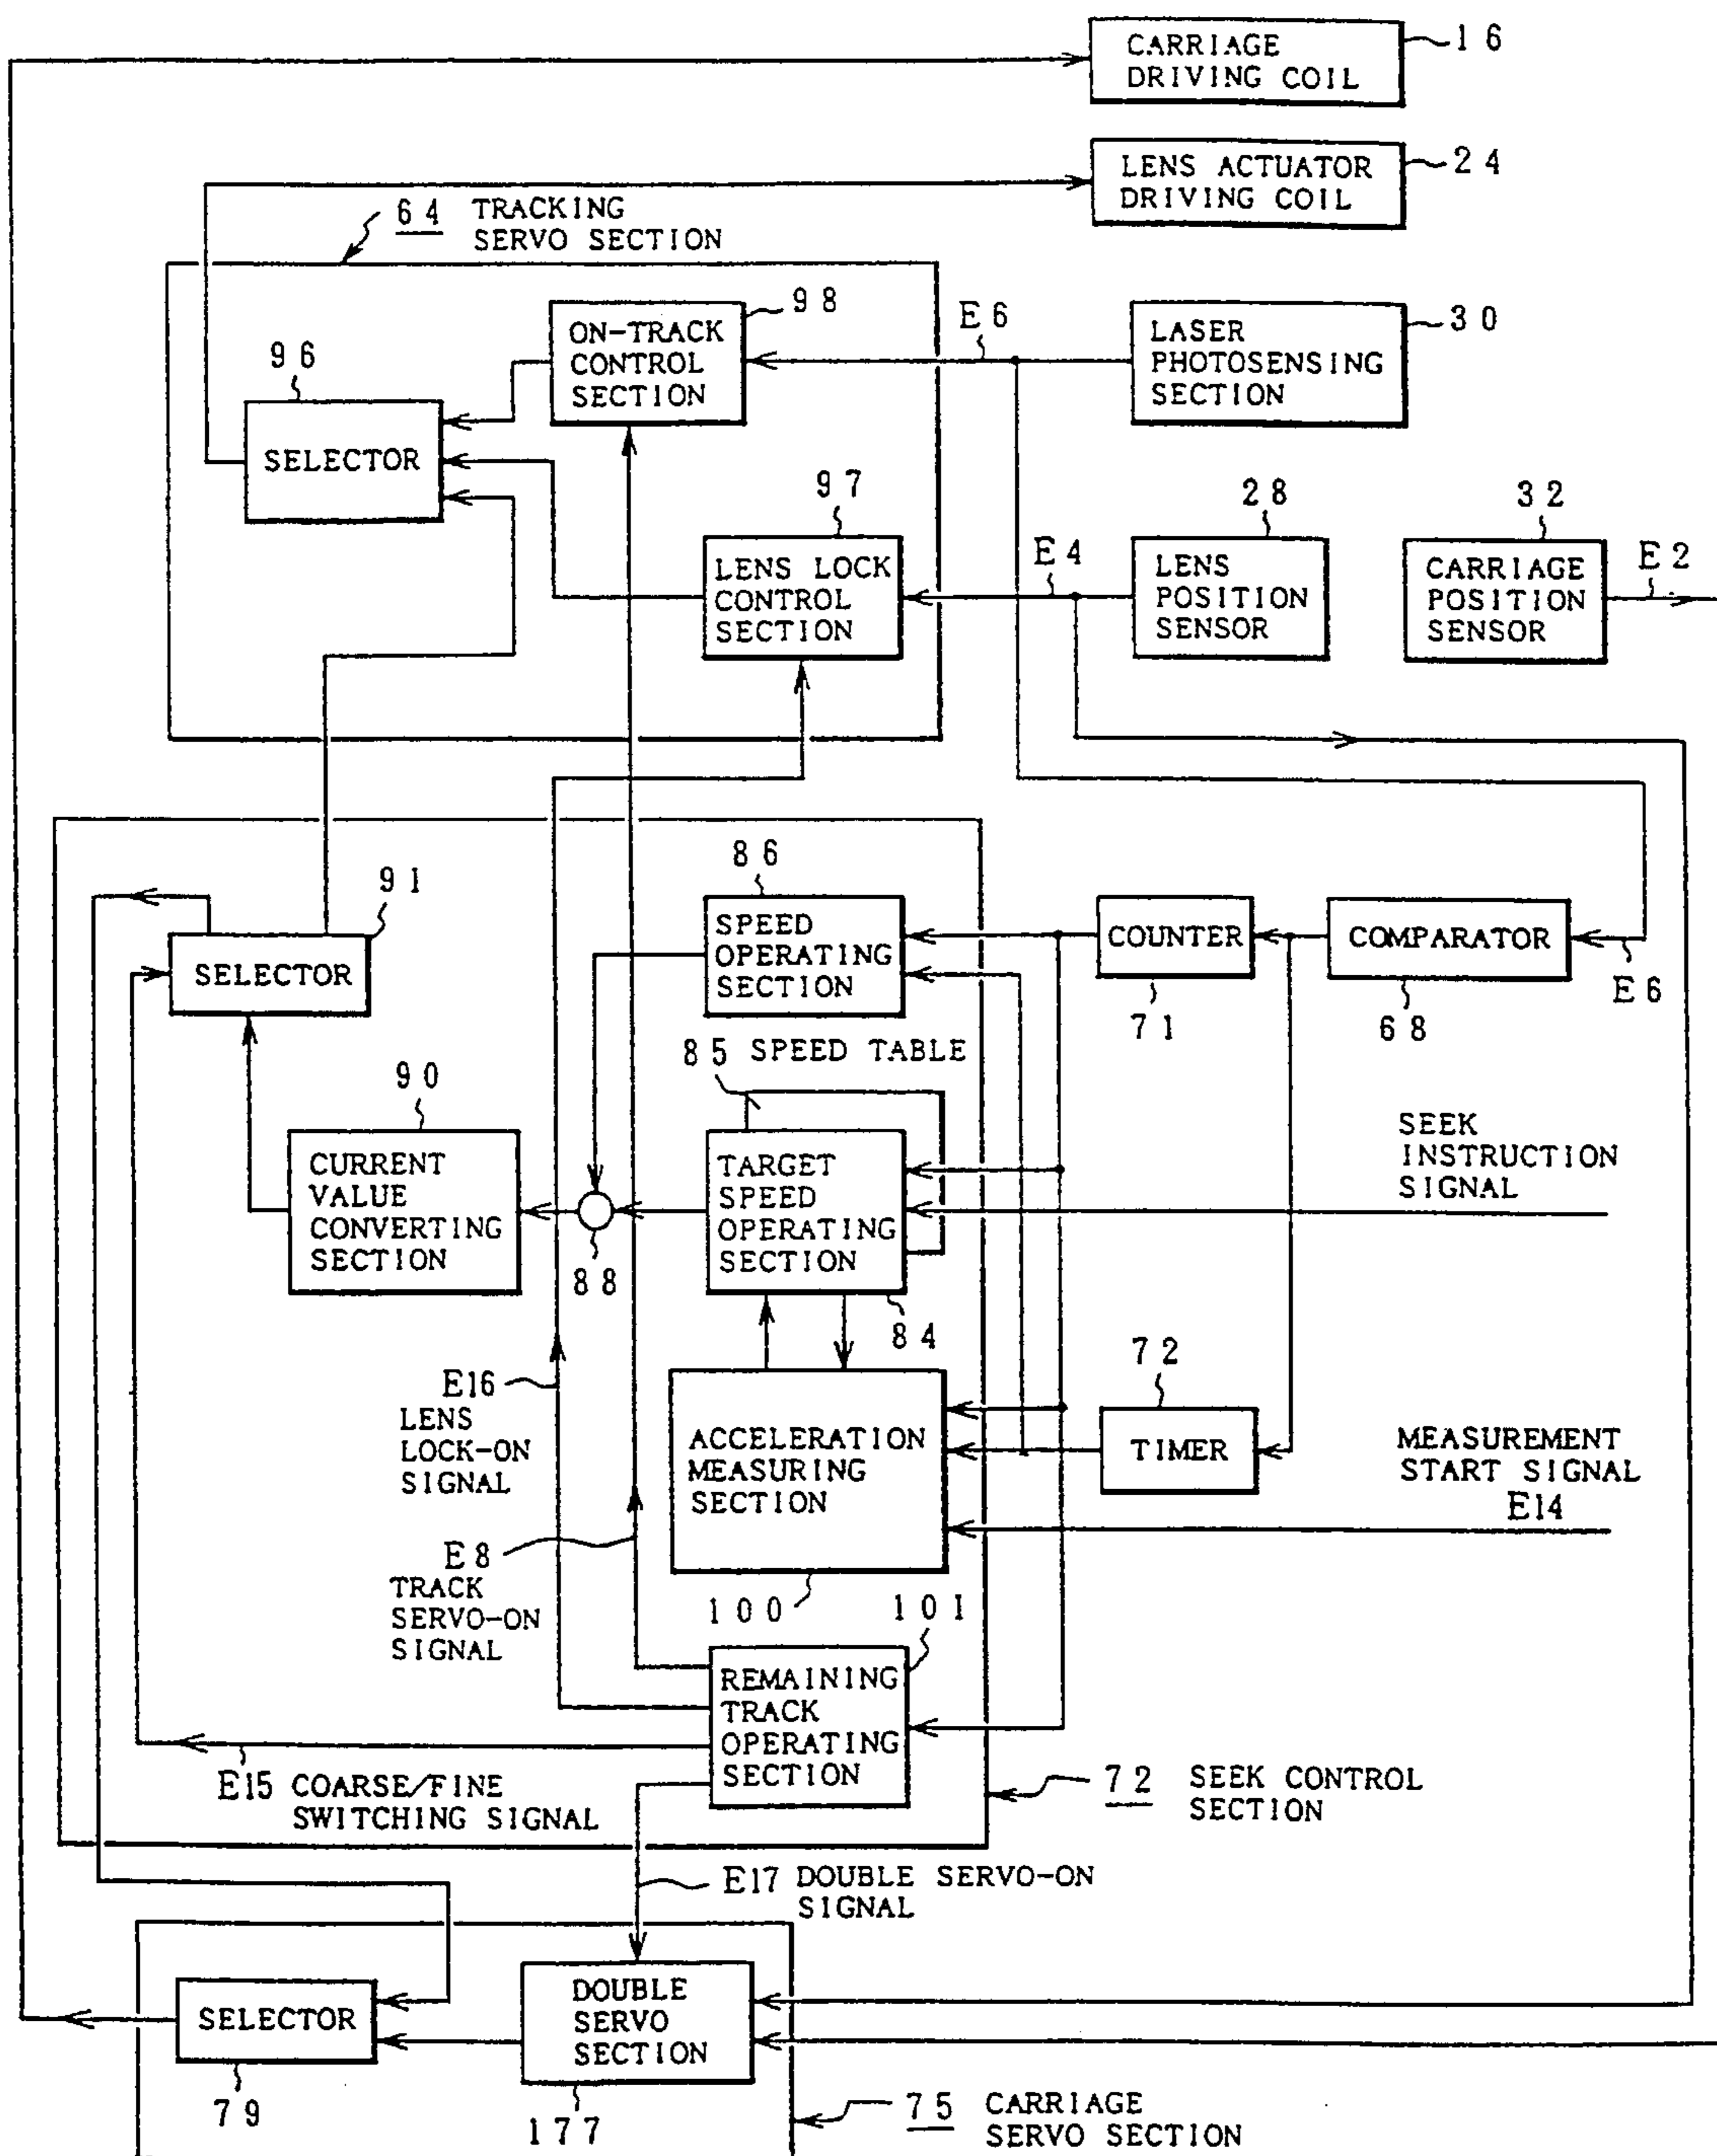 CARRIAGE
DRIVING COIL
16
LENS ACTUATOR
DRIVING COIL
24
64 TRACKING
SERVO SECTION
98
ON-TRACK
CONTROL
SECTION
E6
LASER
PHOTOSENSING
SECTION
30
96
SELECTOR
97
LENS LOCK
CONTROL
SECTION
E4
28
LENS
POSITION
SENSOR
32
CARRIAGE
POSITION
SENSOR
E2
91
SELECTOR
86
SPEED
OPERATING
SECTION
COUNTER
71
COMPARATOR
68
E6
85 SPEED TABLE
90
CURRENT
VALUE
CONVERTING
SECTION
88
TARGET
SPEED
OPERATING
SECTION
84
SEEK
INSTRUCTION
SIGNAL
E16
LENS
LOCK-ON
SIGNAL
ACCELERATION
MEASURING
SECTION
100
72
TIMER
MEASUREMENT
START SIGNAL
E14
E8
TRACK
SERVO-ON
SIGNAL
101
REMAINING
TRACK
OPERATING
SECTION
E15 COARSE/FINE
SWITCHING SIGNAL
72 SEEK CONTROL
SECTION
E17 DOUBLE SERVO-ON
SIGNAL
SELECTOR
79
DOUBLE
SERVO
SECTION
177
75 CARRIAGE
SERVO SECTION